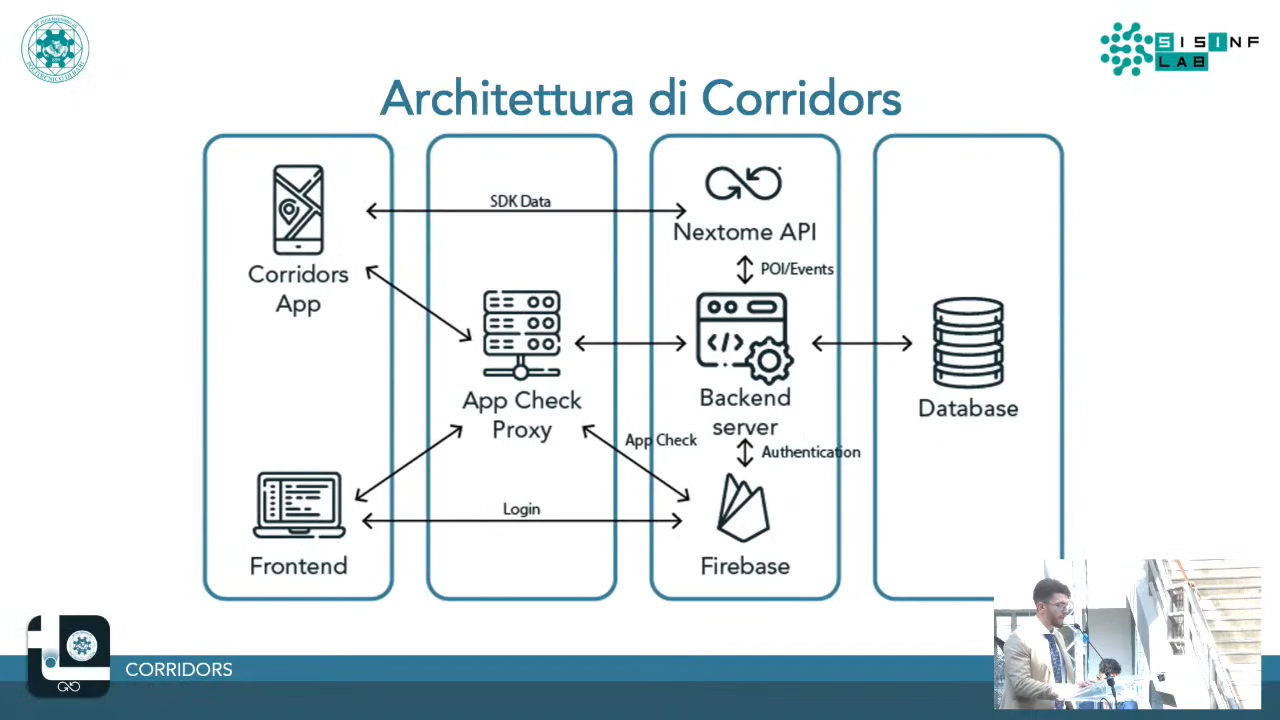 SISINF
LAB
Architettura di Corridors
SDK Data
Nextome API
Corridors
App
POI/Events
App Check
Proxy
Backend
server
Database
App Check
Authentication
Login
Frontend
Firebase
CORRIDORS